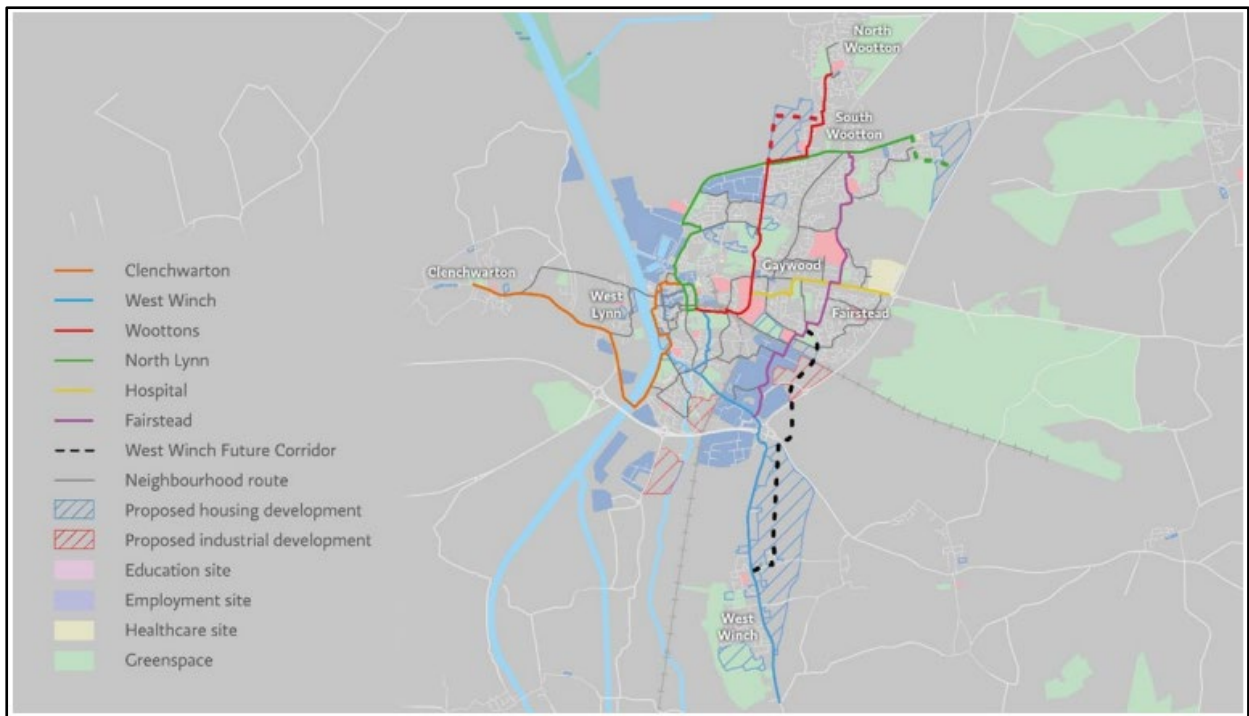 Clenchwarton
West Winch
Woottons
North Lynn
Hospital
Fairstead
West Winch Future Corridor
Neighbourhood route
Proposed housing development
Proposed industrial development
Education site
Employment site
Healthcare site
Greenspace
North
Wootton
South
Wootton
Gaywood
Clenchwarton
West
Lynn
Fairstead
West
Winch